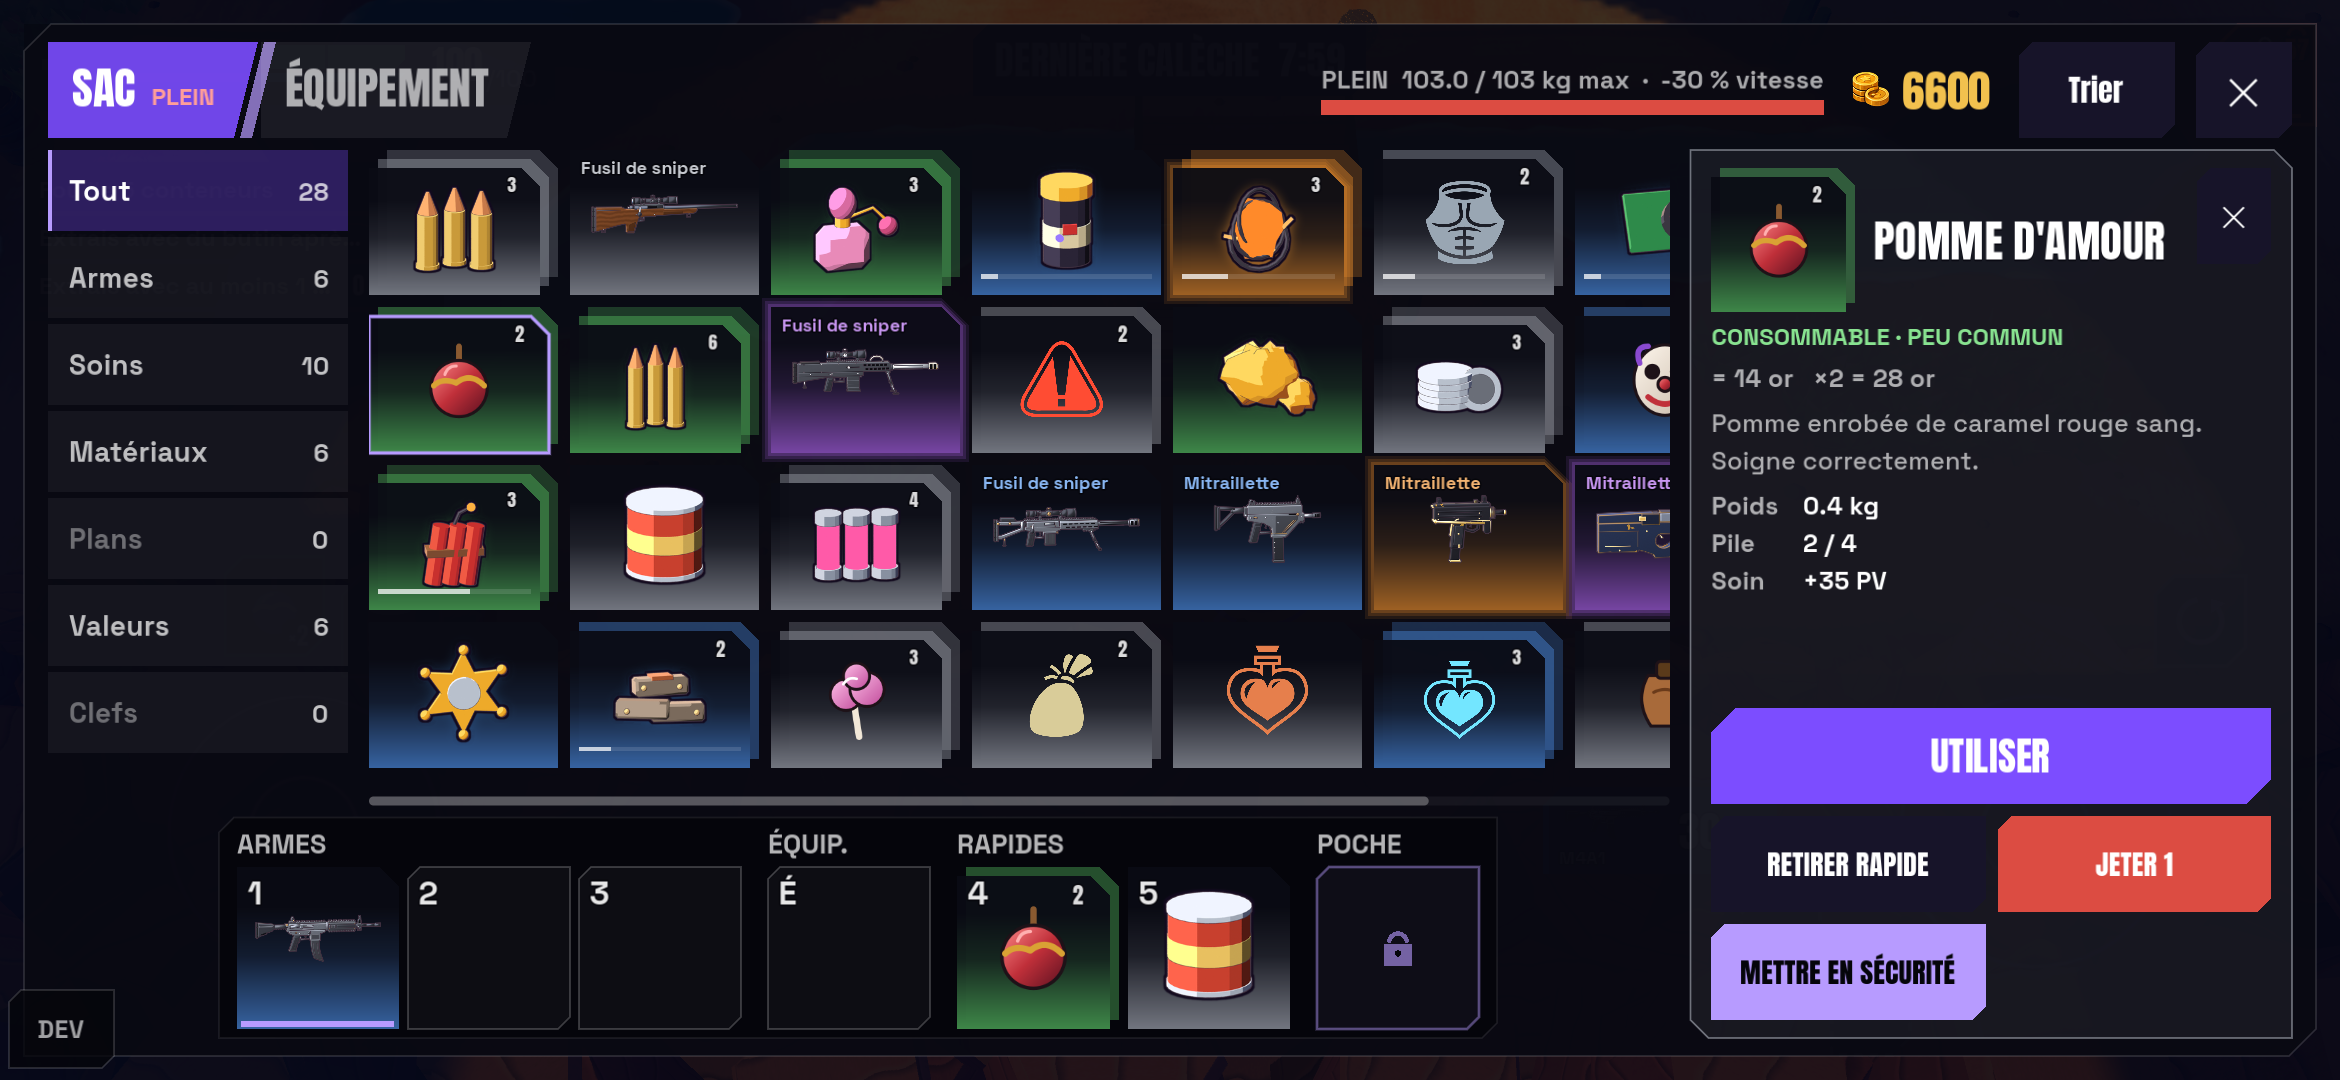 SAC PLEIN ÉQUIPEMENT
PLEIN 103.0 / 103 kg max · -30 % vitesse
6600
Trier
Tout 28
Armes 6
Soins 10
Matériaux 6
Plans 0
Valeurs 6
Clefs 0
3
Fusil de sniper
3
3
2
2
6
Fusil de sniper
2
3
3
4
Fusil de sniper
Mitraillette
Mitraillette
Mitraillett
2
3
2
3
2
POMME D'AMOUR
CONSOMMABLE · PEU COMMUN
= 14 or ×2 = 28 or
Pomme enrobée de caramel rouge sang.
Soigne correctement.
Poids 0.4 kg
Pile 2 / 4
Soin +35 PV
UTILISER
RETIRER RAPIDE
JETER 1
METTRE EN SÉCURITÉ
ARMES
1
2
3
ÉQUIP.
É
RAPIDES
4 2
5
POCHE
DEV